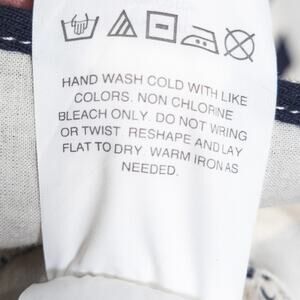 HAND WASH COLD WITH LIKE
COLORS. NON CHLORINE
BLEACH ONLY. DO NOT WRING
OR TWIST. RESHAPE AND LAY
FLAT TO DRY. WARM IRON AS
NEEDED.